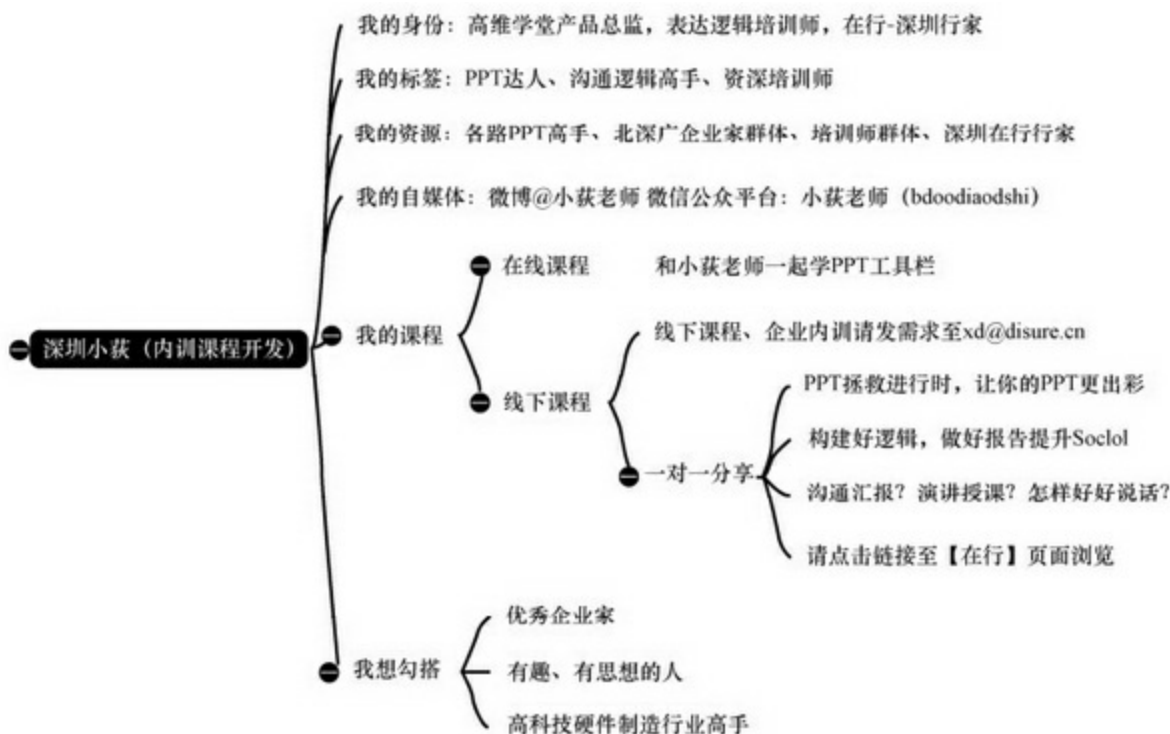 我的身份：高维学堂产品总监，表达逻辑培训师，在行-深圳行家
我的标签：PPT达人、沟通逻辑高手、资深培训师
我的资源：各路PPT高手、北深广企业家群体、培训师群体、深圳在行行家
我的自媒体：微博@小荻老师 微信公众平台：小荻老师（bdoodiaodshi）
深圳小荻（内训课程开发）
我的课程
在线课程
和小荻老师一起学PPT工具栏
线下课程
线下课程、企业内训请发需求至xd@disure.cn
一对一分享
PPT拯救进行时，让你的PPT更出彩
构建好逻辑，做好报告提升Soclol
沟通汇报？演讲授课？怎样好好说话？
请点击链接至【在行】页面浏览
我想勾搭
优秀企业家
有趣、有思想的人
高科技硬件制造行业高手